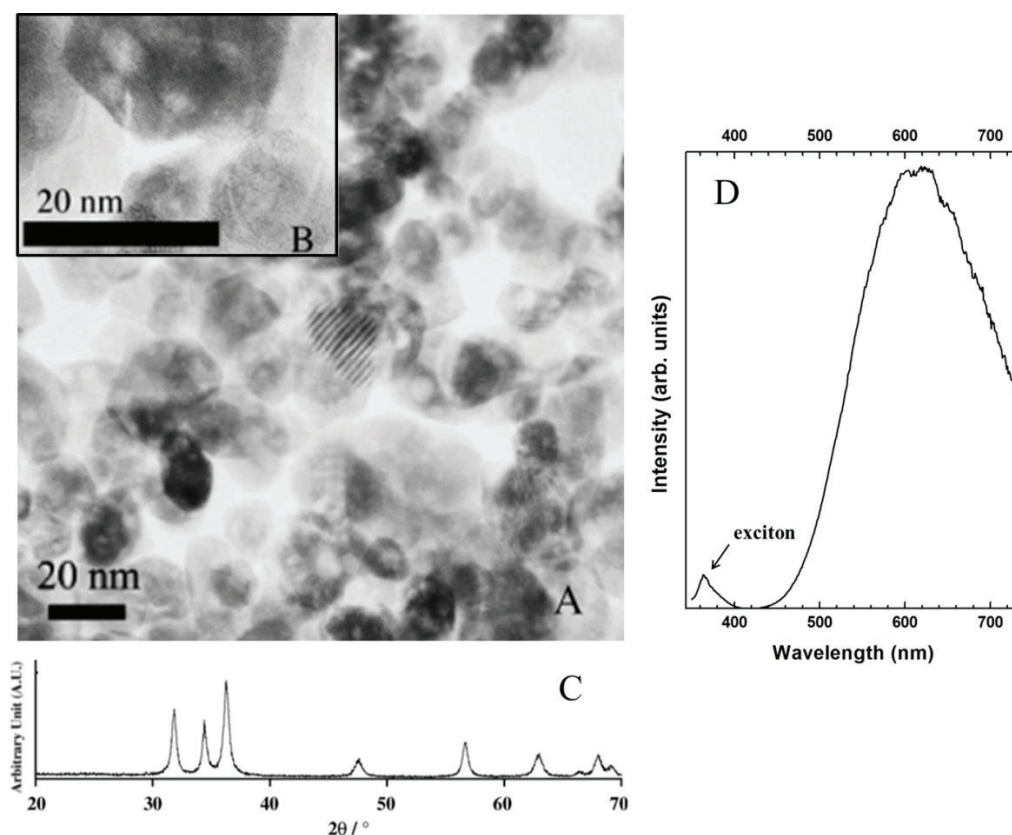 20 nm
B
20 nm
A
D
400 500 600 700
Intensity (arb. units)
exciton
400 500 600 700
Wavelength (nm)
C
Arbitrary Unit (A.U.)
20 30 40 50 60 70
2θ / °